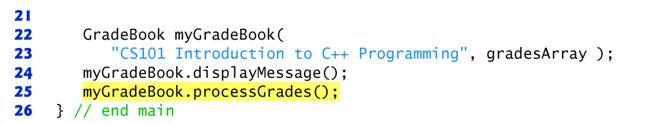 21
22 GradeBook myGradeBook(
23 "CS101 Introduction to C++ Programming", gradesArray );
24 myGradeBook.displayMessage();
25 myGradeBook.processGrades();
26 } // end main